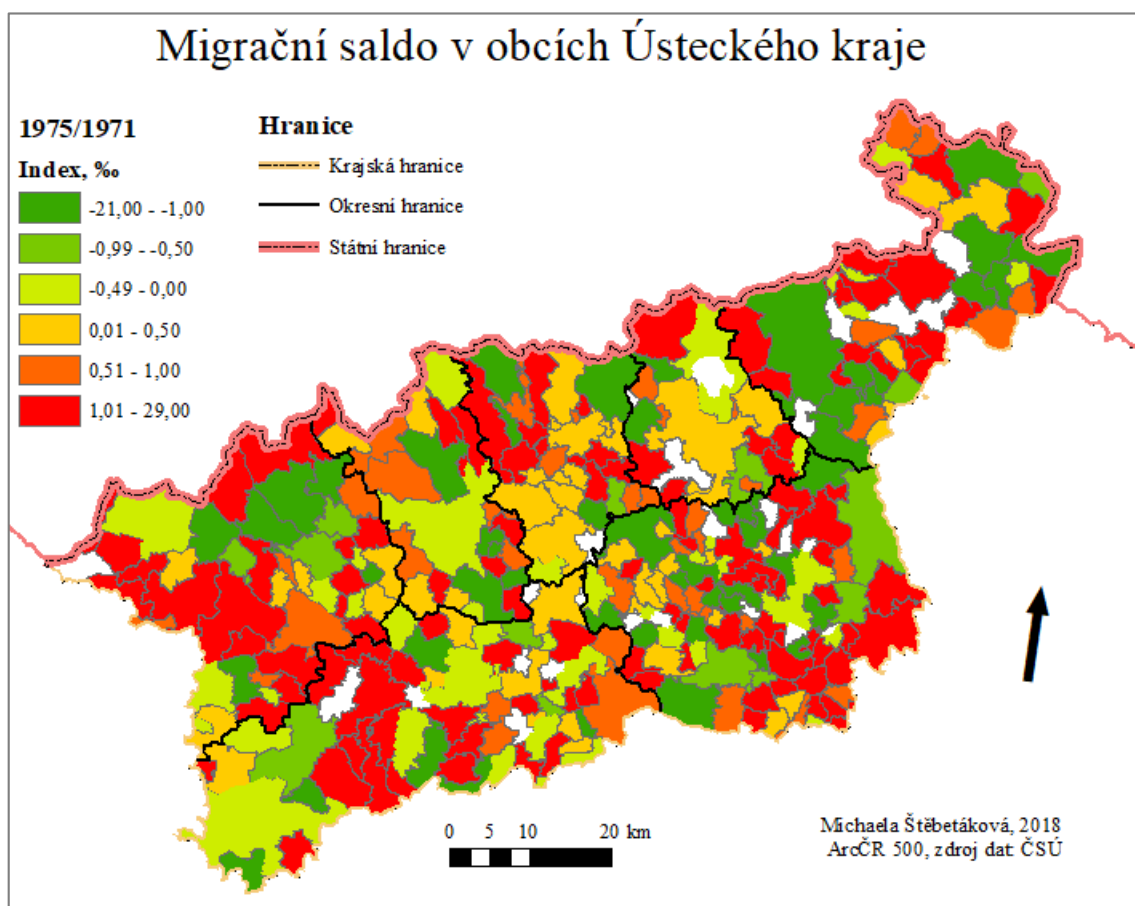 Migrační saldo v obcích Ústeckého kraje
1975/1971
Index, ‰
-21,00 - -1,00
-0,99 - -0,50
-0,49 - 0,00
0,01 - 0,50
0,51 - 1,00
1,01 - 29,00
Hranice
Krajská hranice
Okresní hranice
Státní hranice
0 5 10 20 km
Michaela Štěbetáková, 2018
ArcČR 500, zdroj dat: ČSÚ